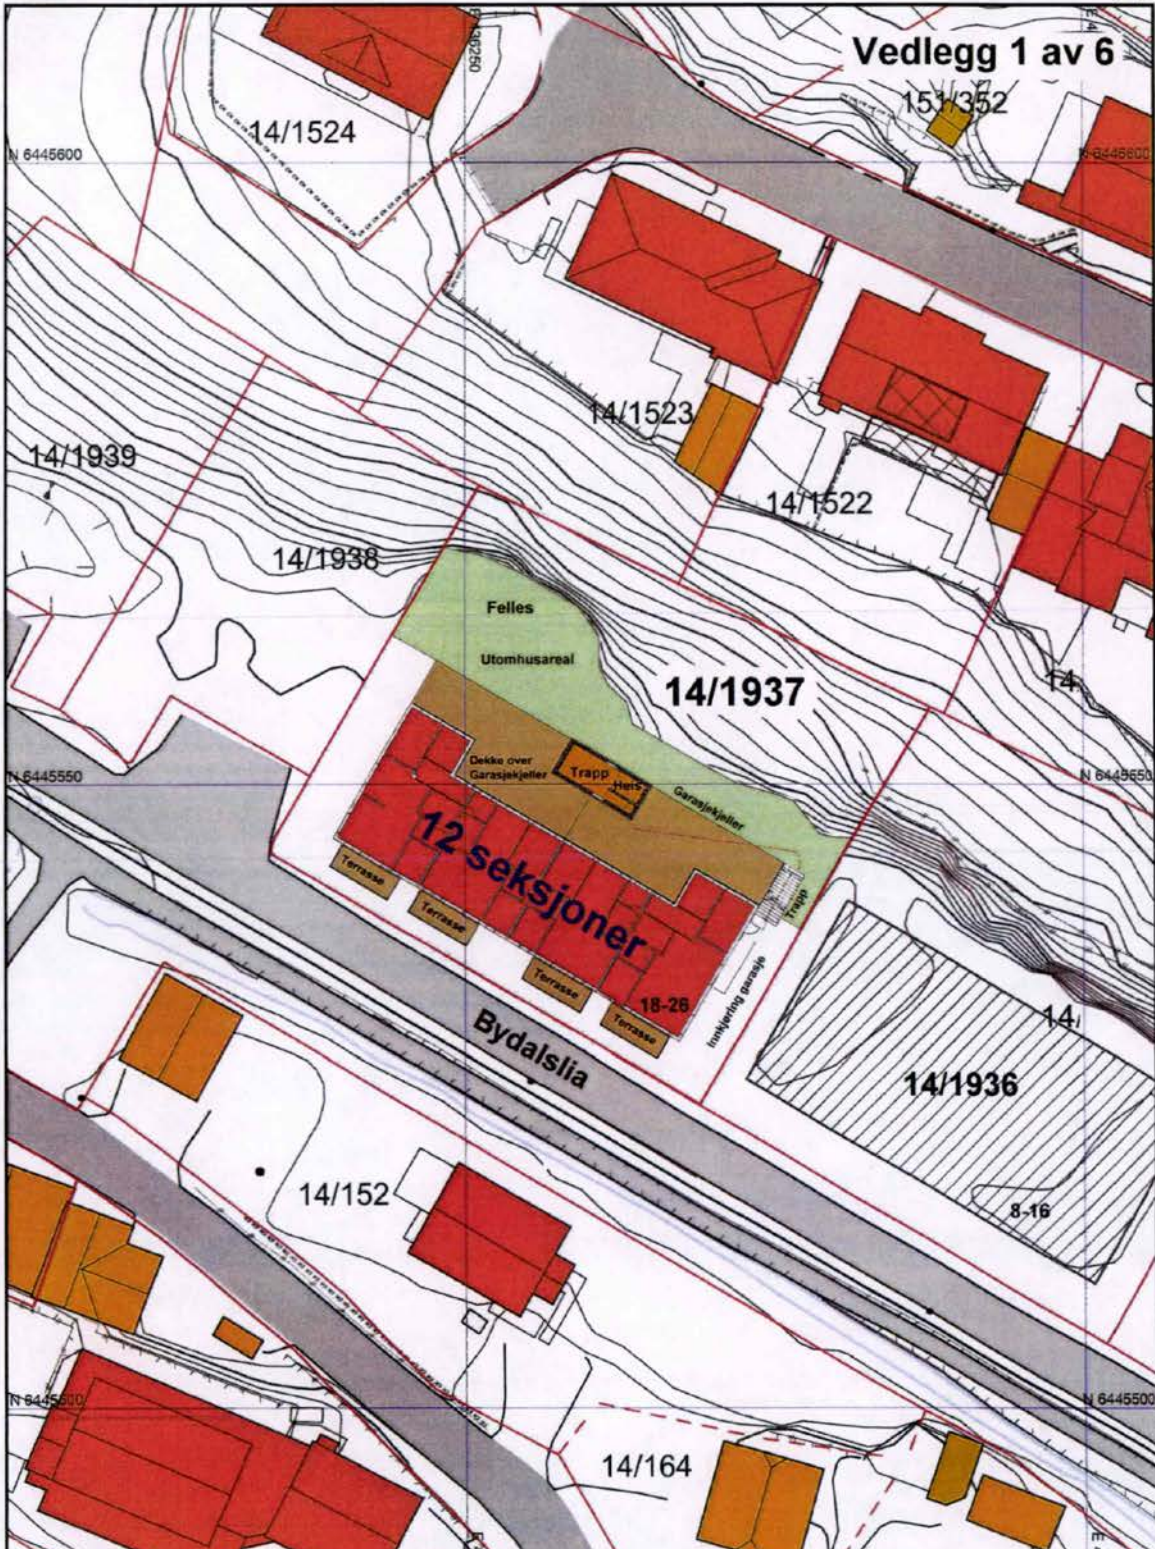 Vedlegg 1 av 6
E 436250
151/352
14/1524
N 6445600
N 6445600
14/1523
14/1939
14/1522
14/1938
Felles
Utomhusareal
14/1937
14
Dekke over
Garasjekjeller
Trapp
Heis
Garasjekjeller
N 6445550
N 6445550
12 seksjoner
Terrasse
Terrasse
Terrasse
Terrasse
Trapp
18-26
Innkjøring garasje
14/
Bydalslia
14/1936
14/152
8-16
N 6445500
N 6445500
14/164